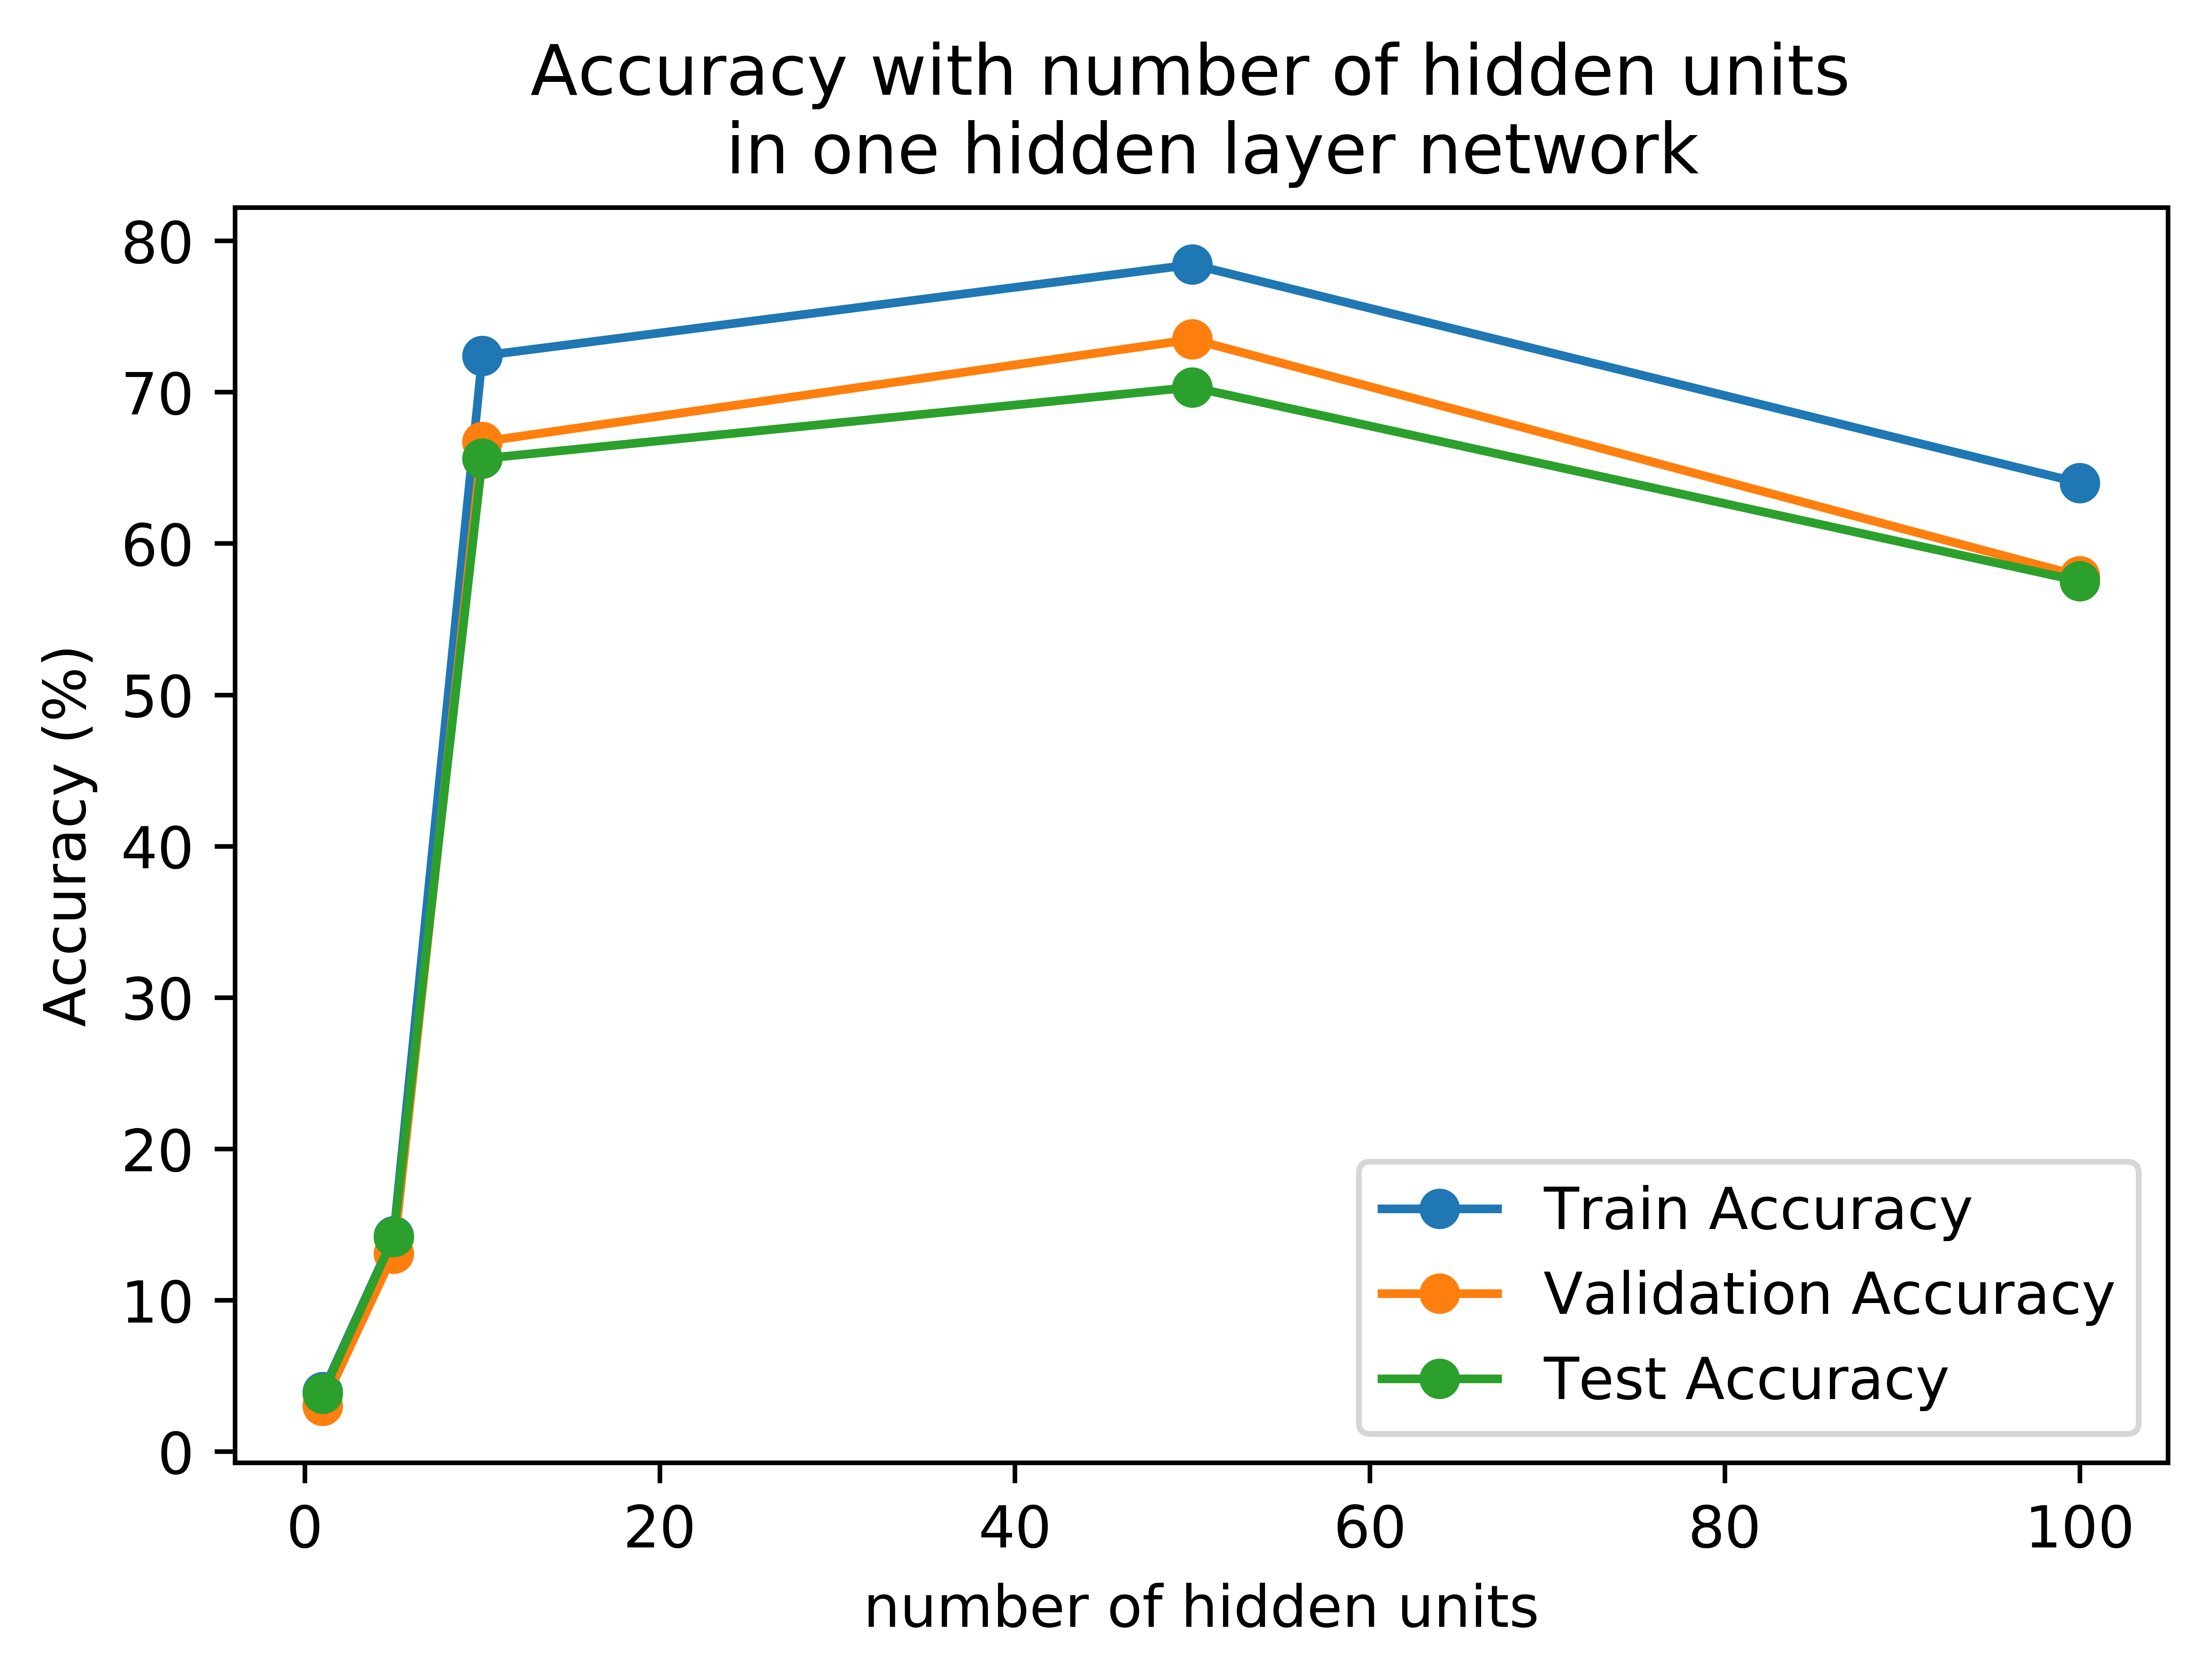 Accuracy with number of hidden units
in one hidden layer network
Accuracy (%)
80
70
60
50
40
30
20
10
0
Train Accuracy
Validation Accuracy
Test Accuracy
0 20 40 60 80 100
number of hidden units